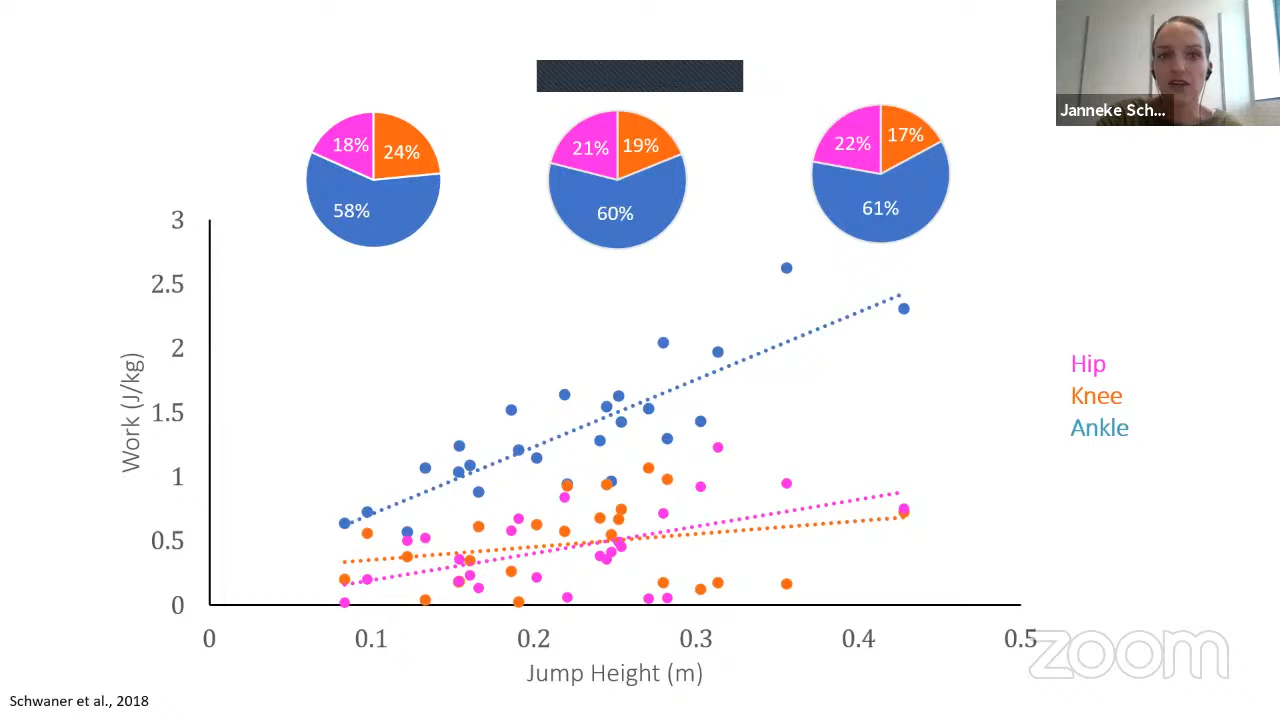 Janneke Sch...
18%
24%
58%
21%
19%
60%
22%
17%
61%
3
2.5
2
1.5
1
0.5
0
Work (J/kg)
0
0.1
0.2
0.3
0.4
0.5
Jump Height (m)
Hip
Knee
Ankle
zoom
Schwaner et al., 2018